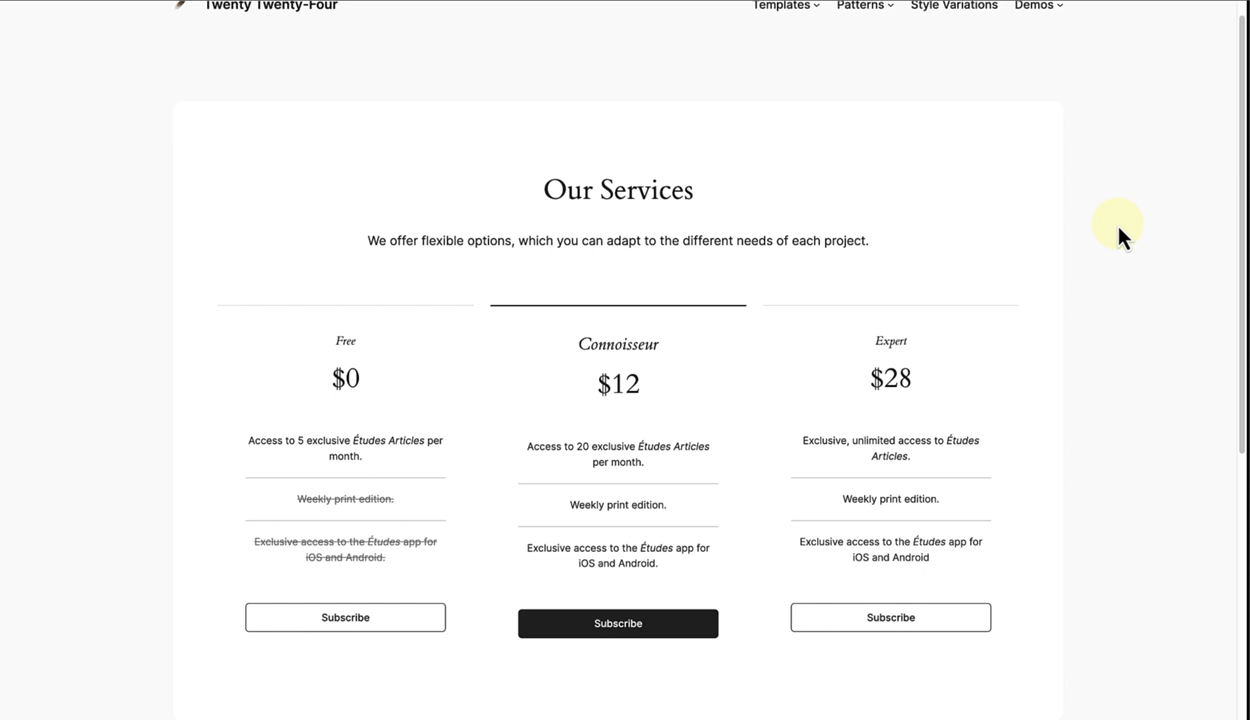 Twenty Twenty-Four
Templates Patterns Style Variations Demos
Our Services
We offer flexible options, which you can adapt to the different needs of each project.
Free
$0
Access to 5 exclusive Études Articles per
month.
Weekly print edition.
Exclusive access to the Études app for
iOS and Android.
Subscribe
Connoisseur
$12
Access to 20 exclusive Études Articles
per month.
Weekly print edition.
Exclusive access to the Études app for
iOS and Android.
Subscribe
Expert
$28
Exclusive, unlimited access to Études
Articles.
Weekly print edition.
Exclusive access to the Études app for
iOS and Android
Subscribe